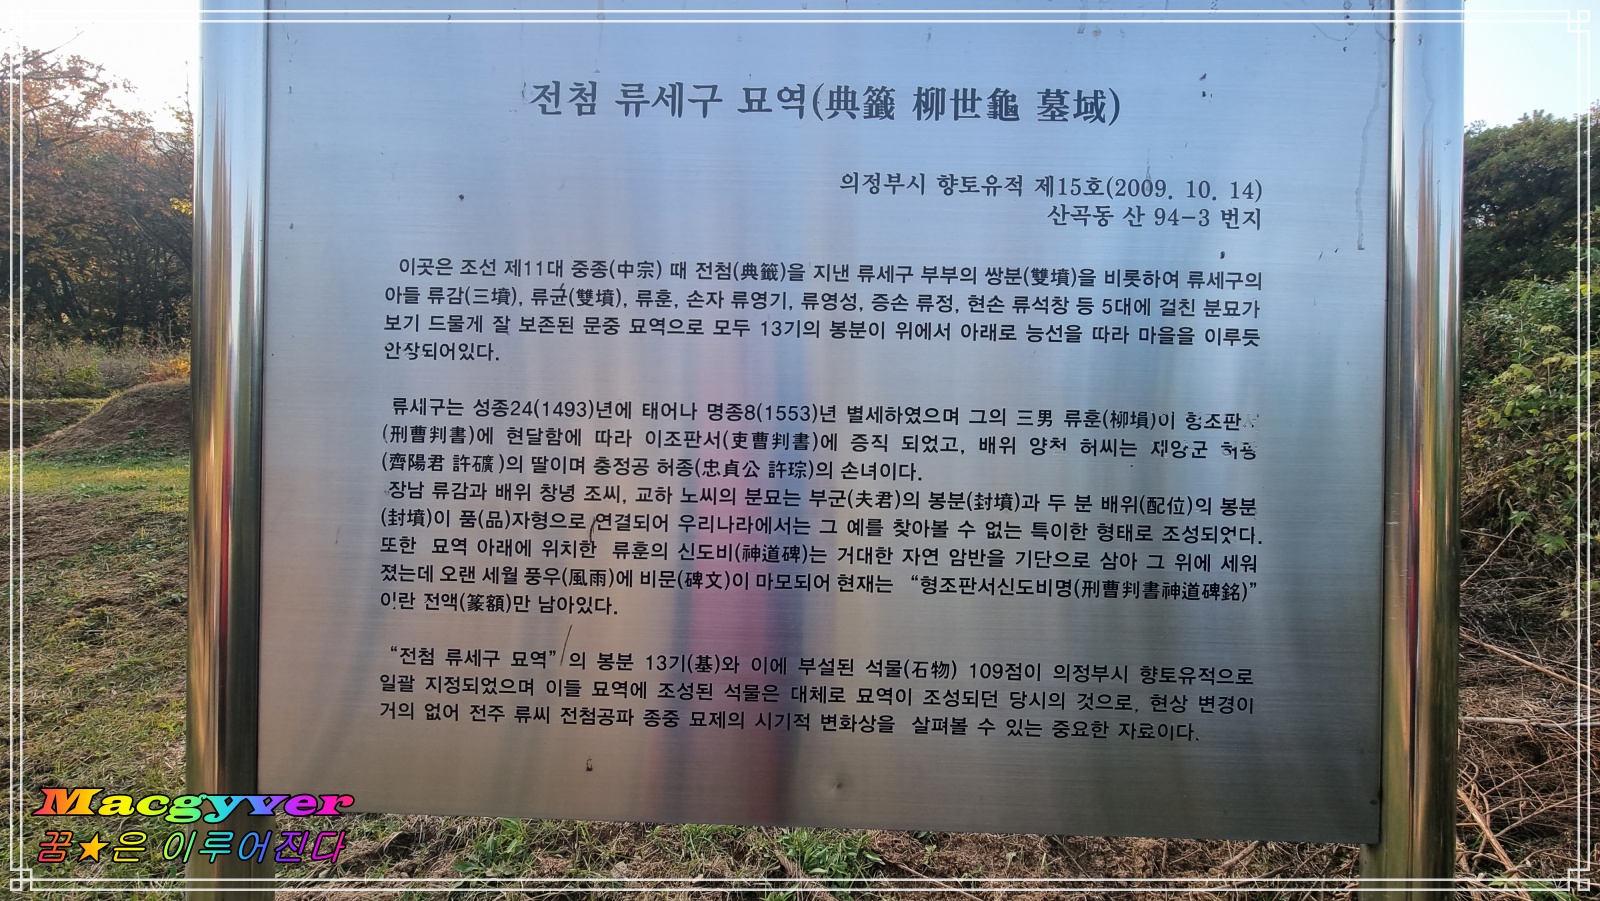 전첨 류세구 묘역(典籤 柳世龜 墓域)
의정부시 향토유적 제15호(2009. 10. 14)
산곡동 산 94-3 번지
이곳은 조선 제11대 중종(中宗) 때 전첨(典籤)을 지낸 류세구 부부의 쌍분(雙墳)을 비롯하여 류세구의
아들 류감(三墳), 류균(雙墳), 류훈, 손자 류영기, 류영성, 증손 류정, 현손 류석창 등 5대에 걸친 분묘가
보기 드물게 잘 보존된 문중 묘역으로 모두 13기의 봉분이 위에서 아래로 능선을 따라 마을을 이루듯
안장되어있다.
류세구는 성종24(1493)년에 태어나 명종8(1553)년 별세하였으며 그의 三男 류훈(柳塤)이 형조판서
(刑曹判書)에 현달함에 따라 이조판서(吏曹判書)에 증직 되었고, 배위 양천 허씨는 제양군
(齊陽君 許礦 )의 딸이며 충정공 허종(忠貞公 許琮)의 손녀이다.
장남 류감과 배위 창녕 조씨, 교하 노씨의 분묘는 부군(夫君)의 봉분(封墳)과 두 분 배위(配位)의 봉분
(封墳)이 품(品)자형으로 연결되어 우리나라에서는 그 예를 찾아볼 수 없는 특이한 형태로 조성되었다.
또한 묘역 아래에 위치한 류훈의 신도비(神道碑)는 거대한 자연 암반을 기단으로 삼아 그 위에 세워
졌는데 오랜 세월 풍우(風雨)에 비문(碑文)이 마모되어 현재는 “형조판서신도비명(刑曹判書神道碑銘)”
이란 전액(篆額)만 남아있다.
“전첨 류세구 묘역” 의 봉분 13기(基)와 이에 부설된 석물(石物) 109점이 의정부시 향토유적으로
일괄 지정되었으며 이들 묘역에 조성된 석물은 대체로 묘역이 조성되던 당시의 것으로, 현상 변경이
거의 없어 전주 류씨 전첨공파 종중 묘제의 시기적 변화상을 살펴볼 수 있는 중요한 자료이다.
Macgyver
꿈★은 이루어진다